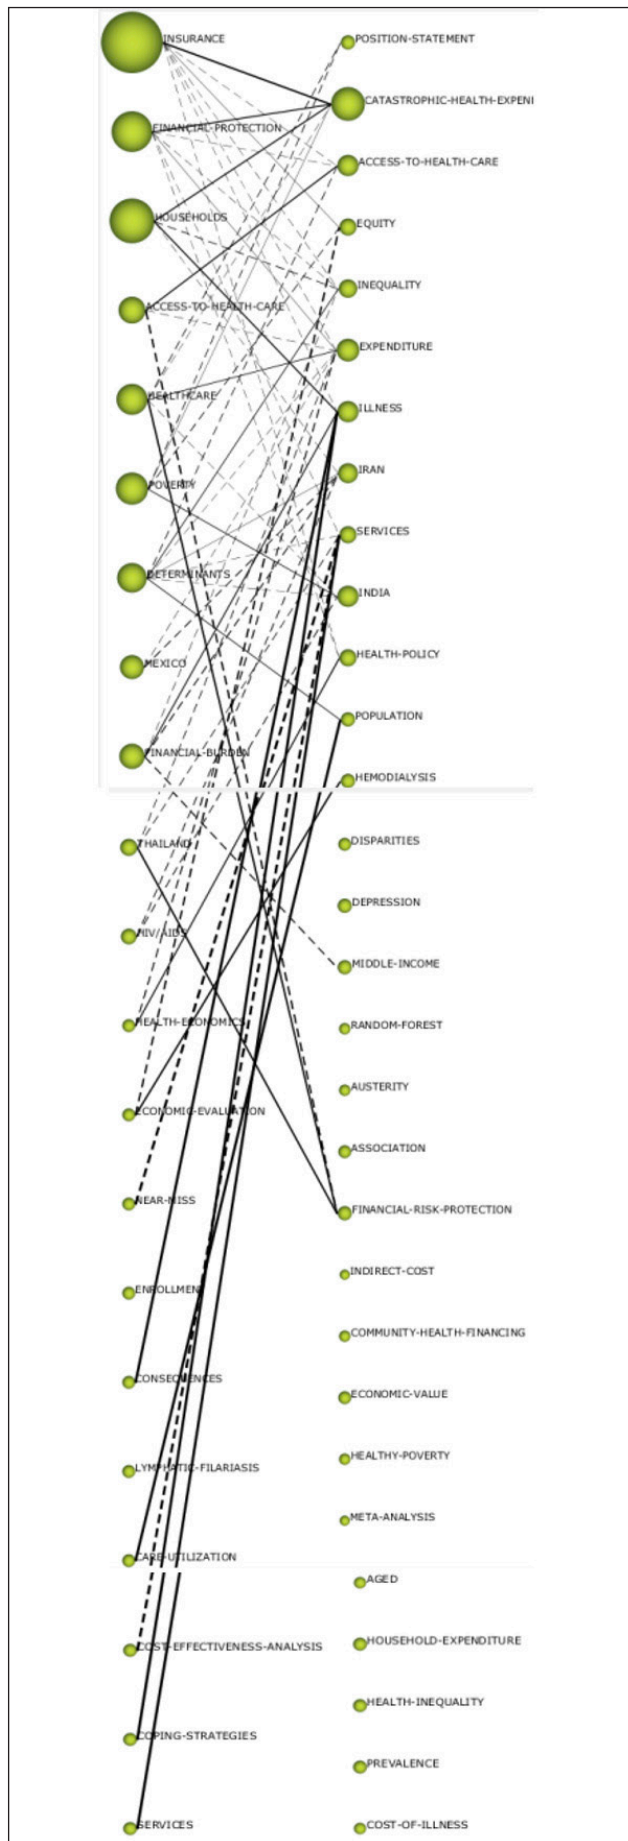 INSURANCE
FINANCIAL-PROTECTION
HOUSEHOLDS
ACCESS-TO-HEALTH-CARE
HEALTHCARE
POVERTY
DETERMINANTS
MEXICO
FINANCIAL-BURDEN
THAILAND
HIV/AIDS
HEALTH-ECONOMICS
ECONOMIC-EVALUATION
NEAR-MISS
ENROLLMENT
CONSEQUENCES
LYMPHATIC-FILARIASIS
CARE-UTILIZATION
COST-EFFECTIVENESS-ANALYSIS
COPING-STRATEGIES
SERVICES
POSITION-STATEMENT
CATASTROPHIC-HEALTH-EXPENI
ACCESS-TO-HEALTH-CARE
EQUITY
INEQUALITY
EXPENDITURE
ILLNESS
IRAN
SERVICES
INDIA
HEALTH-POLICY
POPULATION
HEMODIALYSIS
DISPARITIES
DEPRESSION
MIDDLE-INCOME
RANDOM-FOREST
AUSTERITY
ASSOCIATION
FINANCIAL-RISK-PROTECTION
INDIRECT-COST
COMMUNITY-HEALTH-FINANCING
ECONOMIC-VALUE
HEALTHY-POVERTY
META-ANALYSIS
AGED
HOUSEHOLD-EXPENDITURE
HEALTH-INEQUALITY
PREVALENCE
COST-OF-ILLNESS